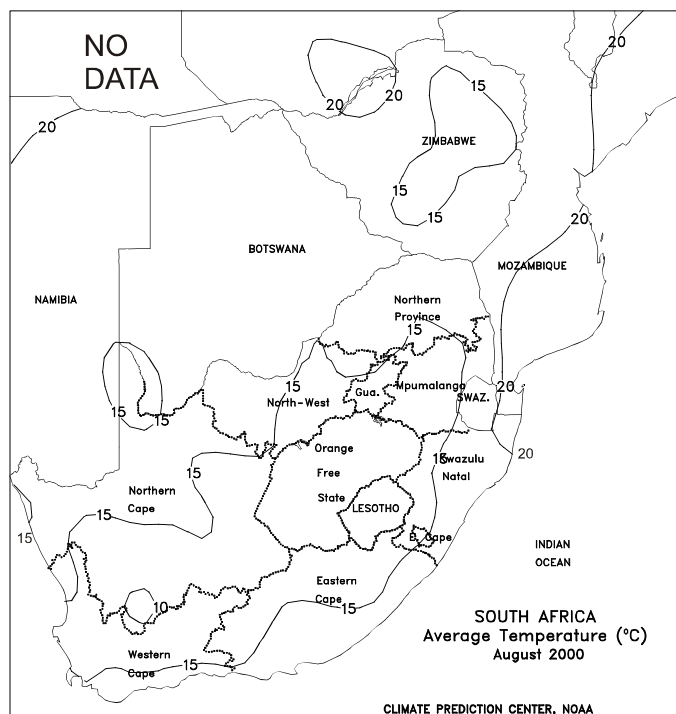 NO
DATA
20
20
20
20
15
ZIMBABWE
15
15
15
20
BOTSWANA
MOZAMBIQUE
NAMIBIA
Northern
Province
15
15
Mpumalanga
20
Gua.
SWAZ.
North-West
15
15
Orange
20
15
Kwazulu
Natal
15
Free
State
Northern
Cape
15
LESOTHO
15
E. Cape
INDIAN
OCEAN
Eastern
Cape
15
10
SOUTH AFRICA
Average Temperature (°C)
August 2000
Western
Cape
15
CLIMATE PREDICTION CENTER, NOAA